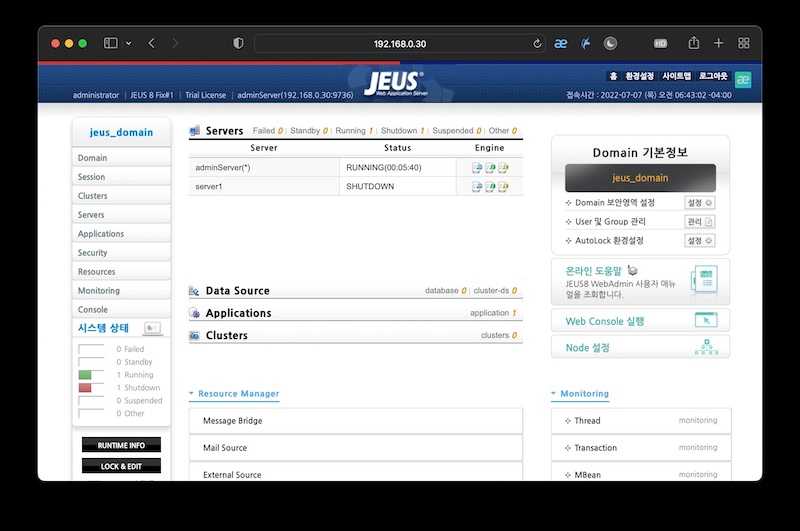 192.168.0.30
홈 환경설정 사이트맵 로그아웃
JEUS®
Web Application Server
administrator | JEUS 8 Fix#1 | Trial License | adminServer(192.168.0.30:9736)
접속시간 : 2022-07-07 (목) 오전 06:43:02 -04:00
jeus_domain
Domain
Session
Clusters
Servers
Applications
Security
Resources
Monitoring
Console
시스템 상태
0 Failed
0 Standby
1 Running
1 Shutdown
0 Suspended
0 Other
RUNTIME INFO
LOCK & EDIT
Servers Failed 0 | Standby 0 | Running 1 | Shutdown 1 | Suspended 0 | Other 0
Server Status Engine
adminServer(*) RUNNING(00:05:40)
server1 SHUTDOWN
Data Source database 0 | cluster-ds 0
Applications application 1
Clusters clusters 0
Resource Manager
Message Bridge
Mail Source
External Source
Domain 기본정보
jeus_domain
Domain 보안영역 설정 설정
User 및 Group 관리 관리
AutoLock 환경설정 설정
온라인 도움말
JEUS8 WebAdmin 사용자 매뉴
얼을 조회합니다.
Web Console 실행
Node 설정
Monitoring
Thread monitoring
Transaction monitoring
MBean monitoring